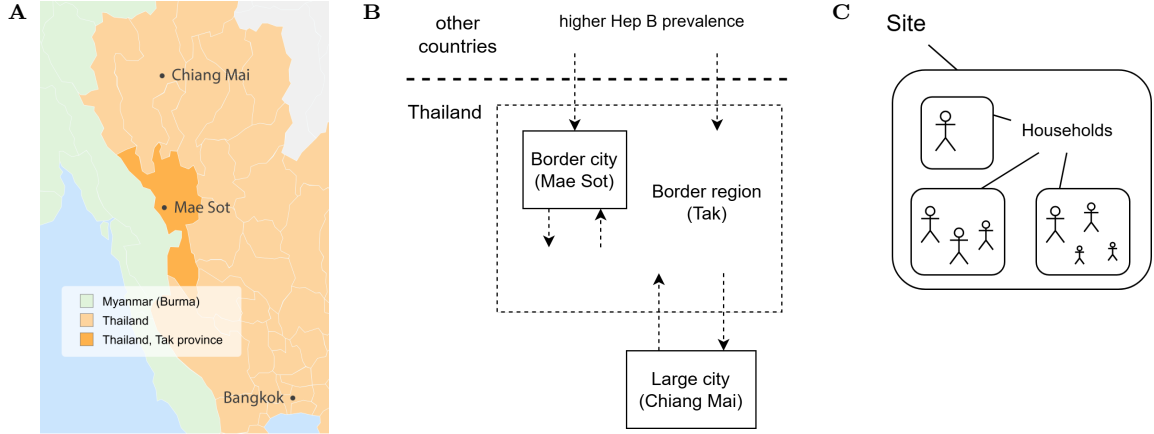 A
Chiang Mai
Mae Sot
Myanmar (Burma)
Thailand
Thailand, Tak province
Bangkok
B
other
countries
higher Hep B prevalence
Thailand
Border city
(Mae Sot)
Border region
(Tak)
Large city
(Chiang Mai)
C
Site
Households